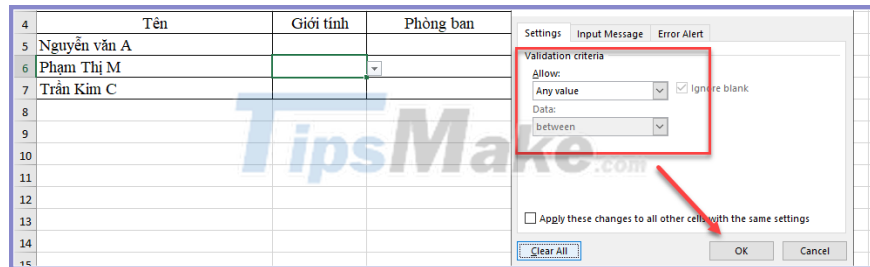 4 Tên Giới tính Phòng ban
5 Nguyễn văn A
6 Phạm Thị M
7 Trần Kim C
8
9
10
11
12
13
14
15
TipsMake.com
Settings Input Message Error Alert
Validation criteria
Allow:
Any value Ignore blank
Data:
between
Apply these changes to all other cells with the same settings
Clear All OK Cancel